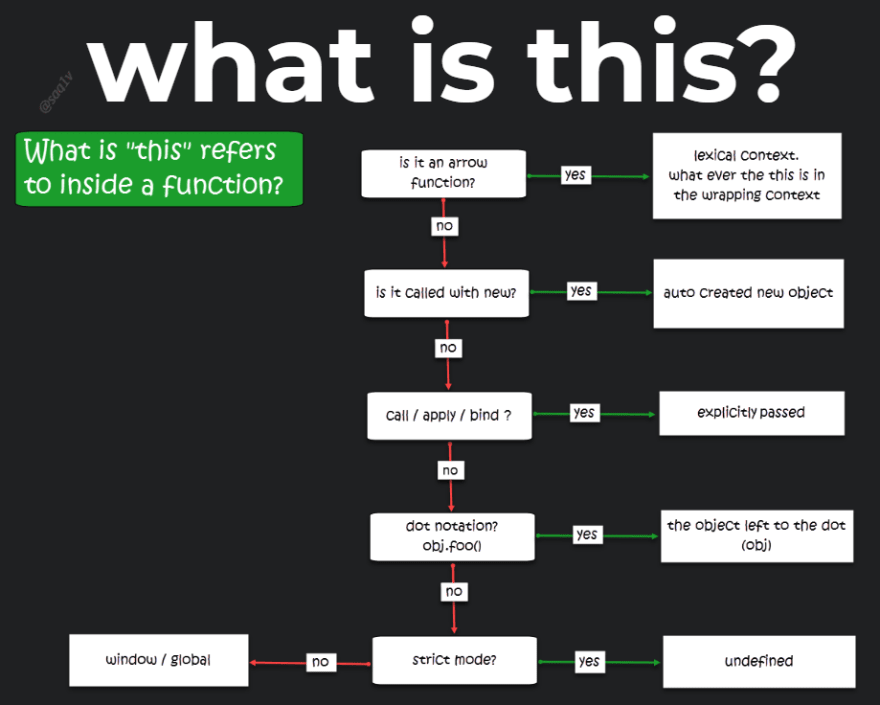 what is this?
@saq1v
What is "this" refers
to inside a function?
is it an arrow
function?
yes
lexical context.
what ever the this is in
the wrapping context
no
is it called with new?
yes
auto created new object
no
call / apply / bind ?
yes
explicitly passed
no
dot notation?
obj.foo()
yes
the object left to the dot
(obj)
no
window / global
no
strict mode?
yes
undefined